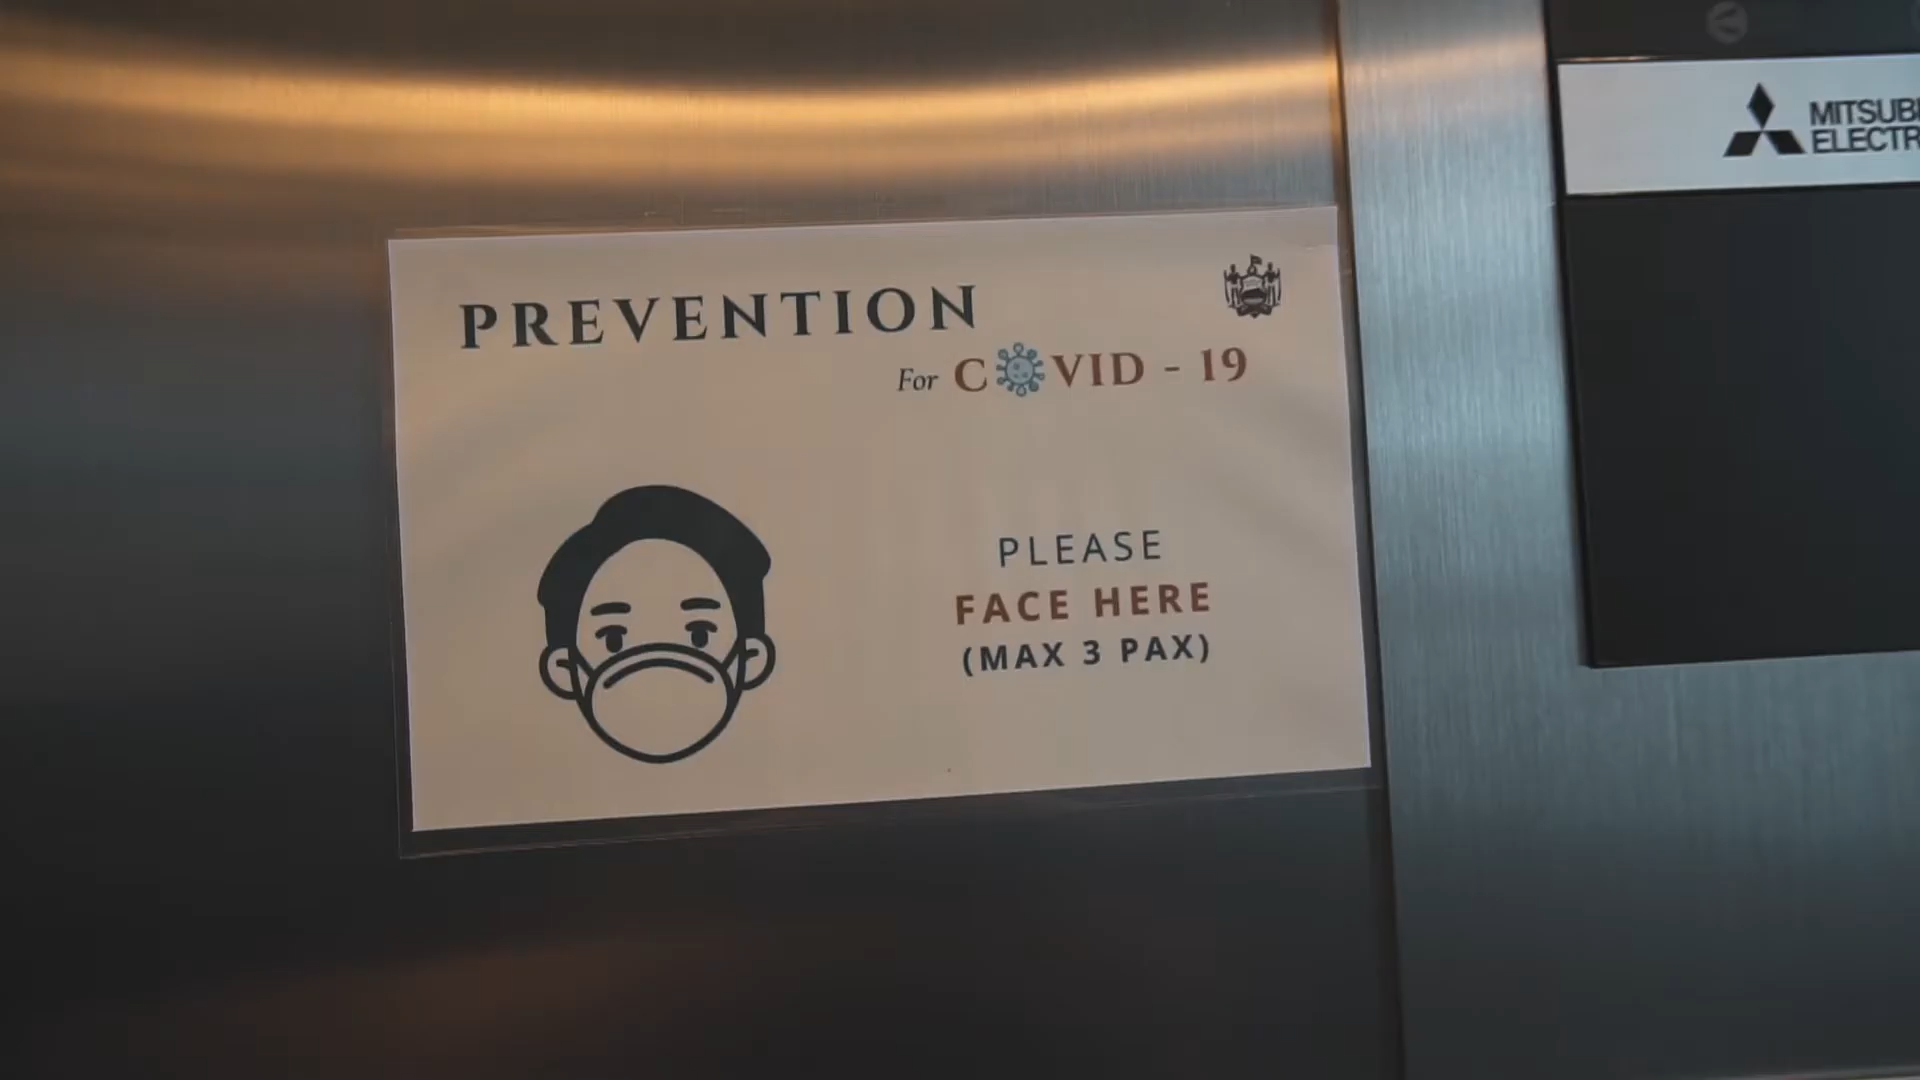 PREVENTION
For COVID - 19
PLEASE
FACE HERE
(MAX 3 PAX)